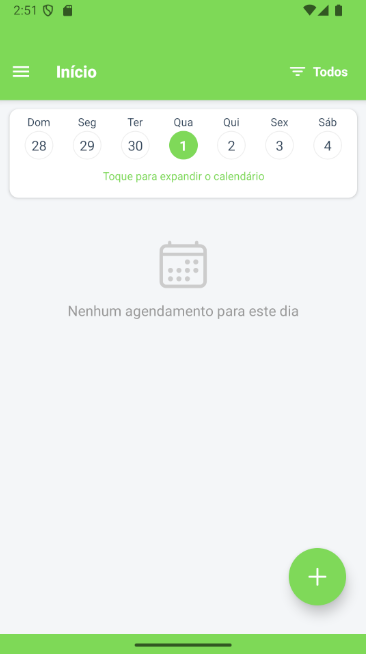 2:51
Início
Todos
Dom Seg Ter Qua Qui Sex Sáb
28 29 30 1 2 3 4
Toque para expandir o calendário
Nenhum agendamento para este dia